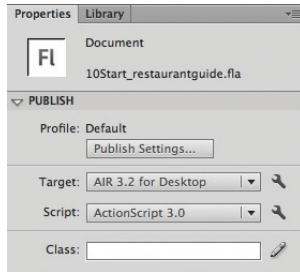 Properties Library
Fl
Document
10Start_restaurantguide.fla
PUBLISH
Profile: Default
Publish Settings...
Target: AIR 3.2 for Desktop
Script: ActionScript 3.0
Class: